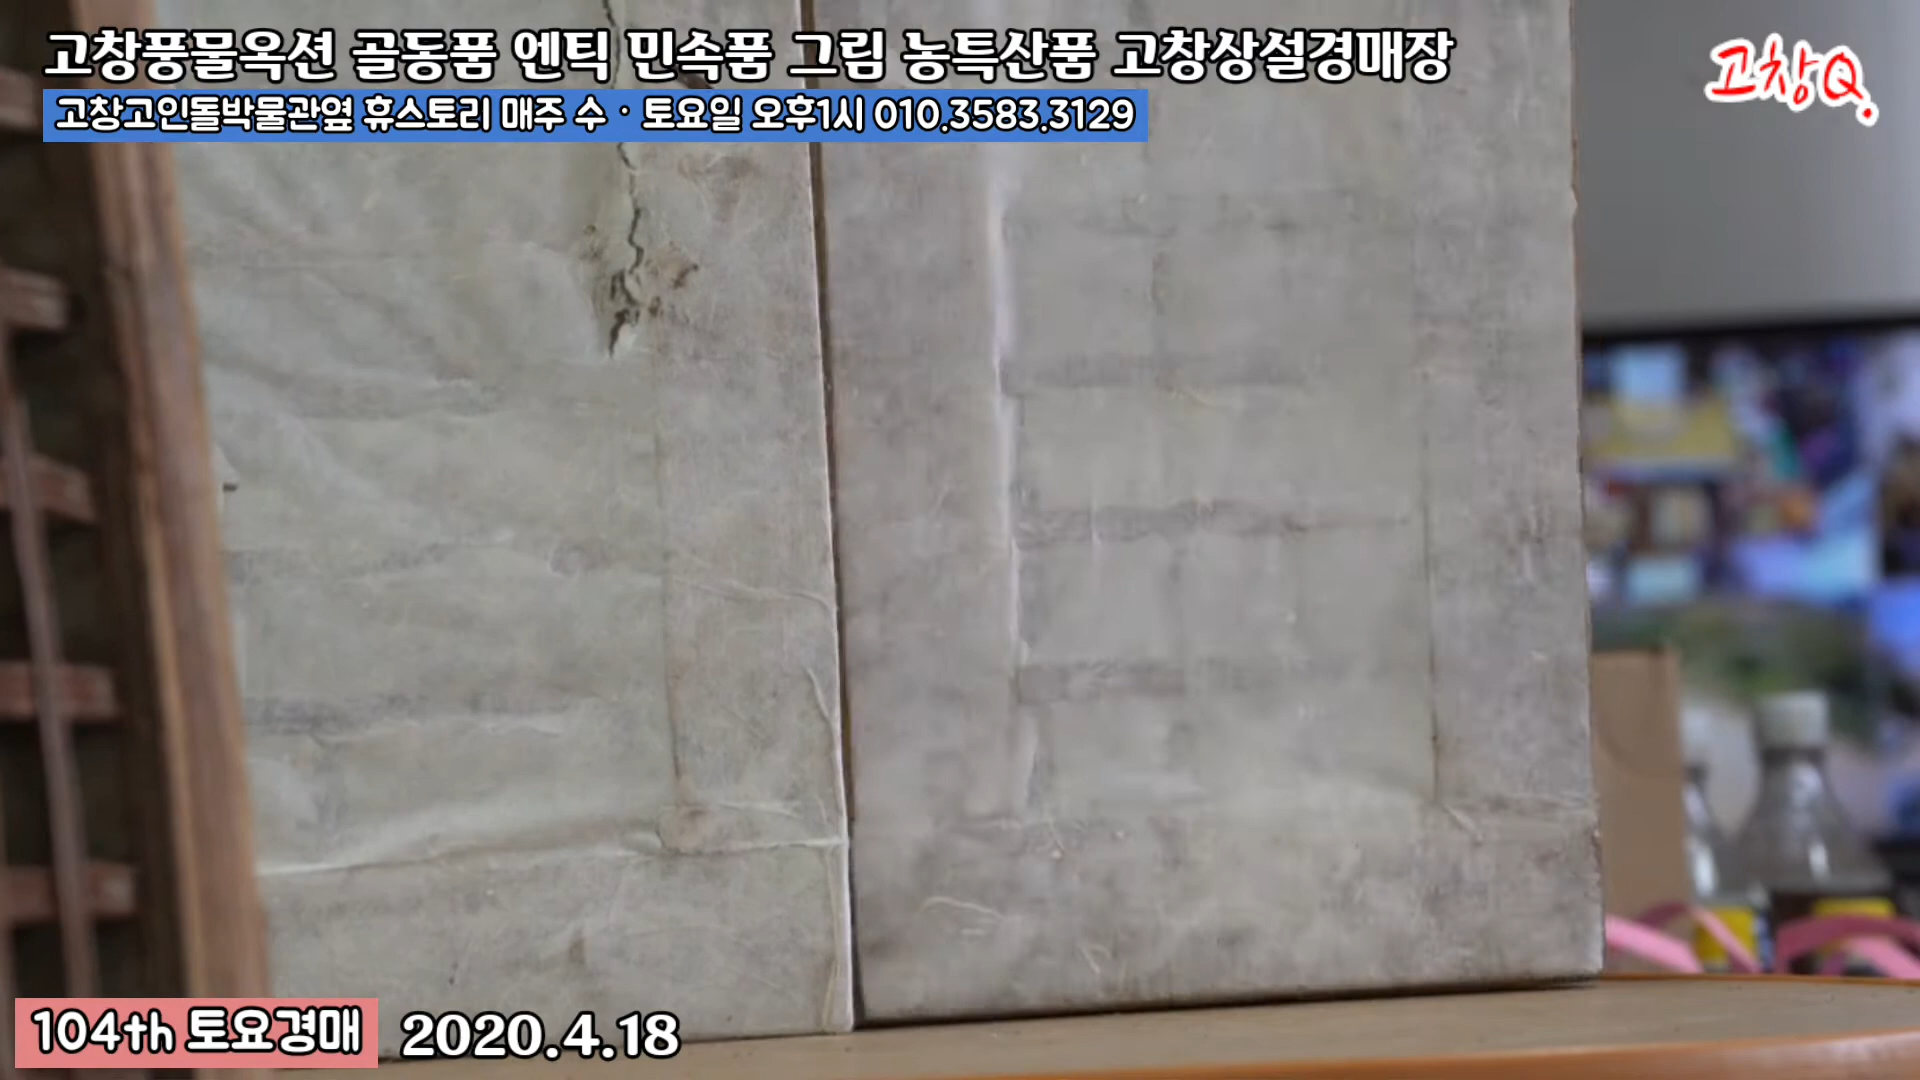 고창풍물옥션 골동품 엔틱 민속품 그림 농특산품 고창상설경매장
고창Q.
고창고인돌박물관옆 휴스토리 매주 수 · 토요일 오후1시 010.3583.3129
104th 토요경매 2020.4.18